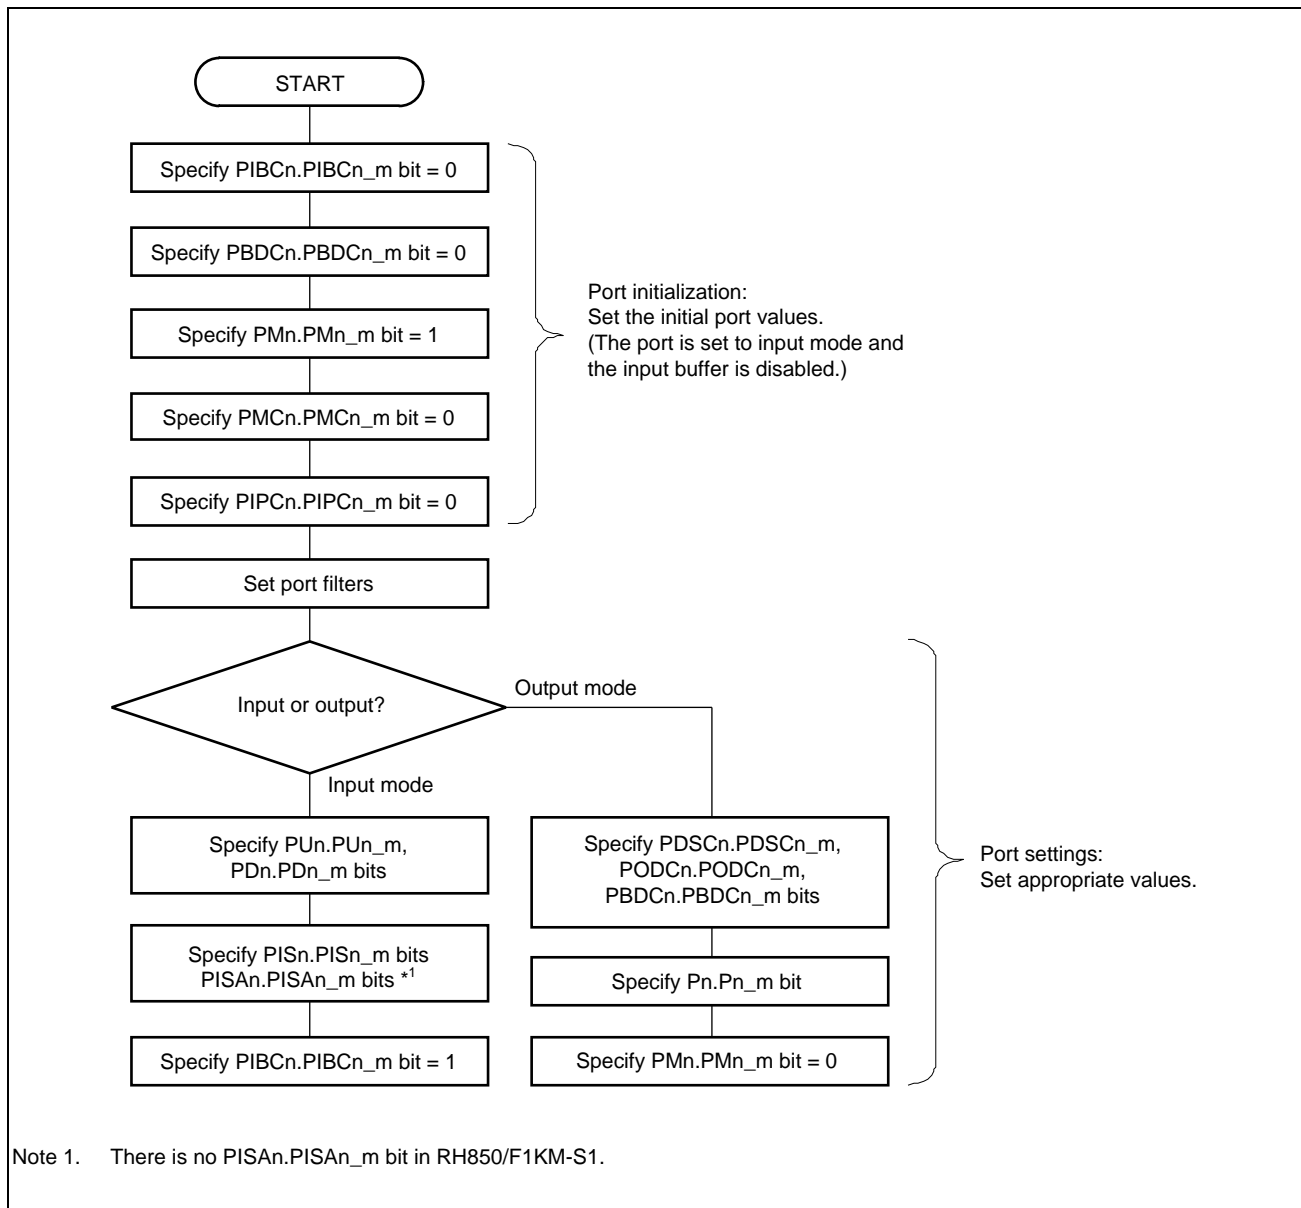 START
Specify PIBCn.PIBCn_m bit = 0
Specify PBDCn.PBDCn_m bit = 0
Specify PMn.PMn_m bit = 1
Specify PMCn.PMCn_m bit = 0
Specify PIPCn.PIPCn_m bit = 0
Port initialization:
Set the initial port values.
(The port is set to input mode and
the input buffer is disabled.)
Set port filters
Input or output?
Output mode
Input mode
Specify PUn.PUn_m,
PDn.PDn_m bits
Specify PISn.PISn_m bits
PISAn.PISAn_m bits *1
Specify PIBCn.PIBCn_m bit = 1
Specify PDSCn.PDSCn_m,
PODCn.PODCn_m,
PBDCn.PBDCn_m bits
Specify Pn.Pn_m bit
Specify PMn.PMn_m bit = 0
Port settings:
Set appropriate values.
Note 1. There is no PISAn.PISAn_m bit in RH850/F1KM-S1.